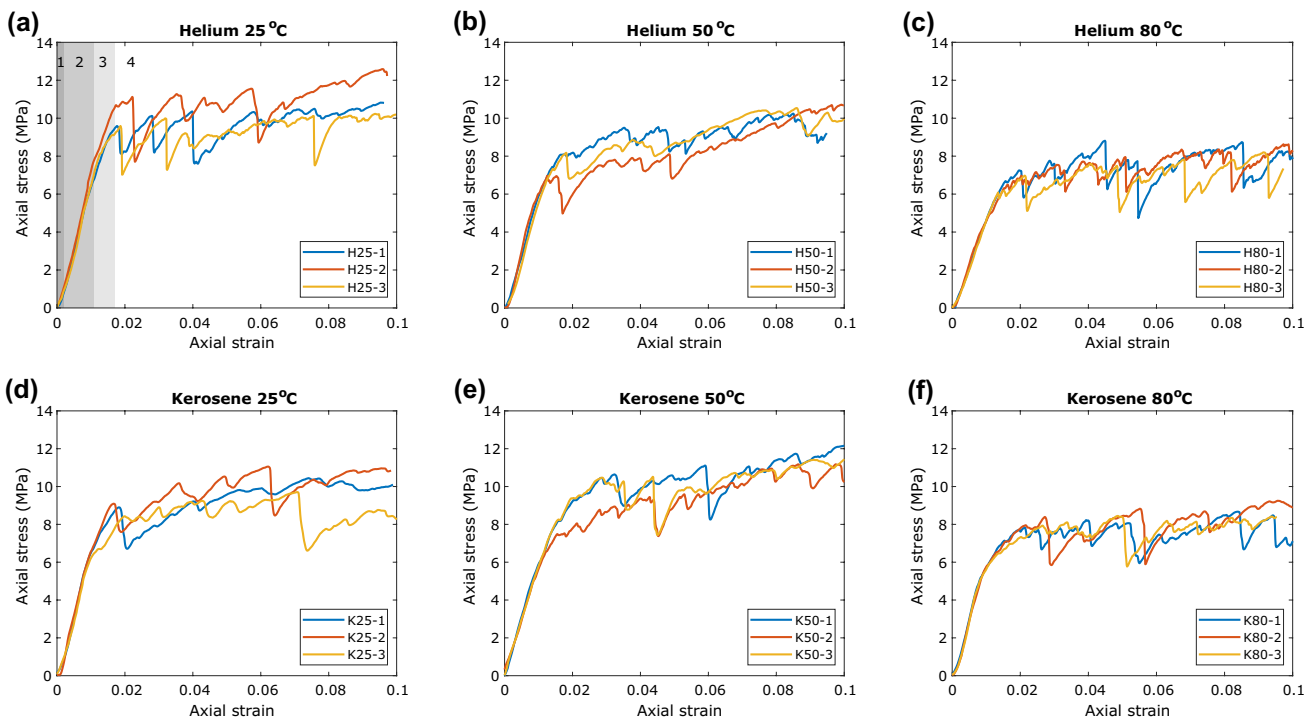 (a)
Helium 25 °C
14
12
10
8
6
4
2
0
1 2 3 4
Axial stress (MPa)
H25-1
H25-2
H25-3
0 0.02 0.04 0.06 0.08 0.1
Axial strain
(b)
Helium 50 °C
14
12
10
8
6
4
2
0
Axial stress (MPa)
H50-1
H50-2
H50-3
0 0.02 0.04 0.06 0.08 0.1
Axial strain
(c)
Helium 80 °C
14
12
10
8
6
4
2
0
Axial stress (MPa)
H80-1
H80-2
H80-3
0 0.02 0.04 0.06 0.08 0.1
Axial strain
(d)
Kerosene 25°C
14
12
10
8
6
4
2
0
Axial stress (MPa)
K25-1
K25-2
K25-3
0 0.02 0.04 0.06 0.08 0.1
Axial strain
(e)
Kerosene 50°C
14
12
10
8
6
4
2
0
Axial stress (MPa)
K50-1
K50-2
K50-3
0 0.02 0.04 0.06 0.08 0.1
Axial strain
(f)
Kerosene 80°C
14
12
10
8
6
4
2
0
Axial stress (MPa)
K80-1
K80-2
K80-3
0 0.02 0.04 0.06 0.08 0.1
Axial strain